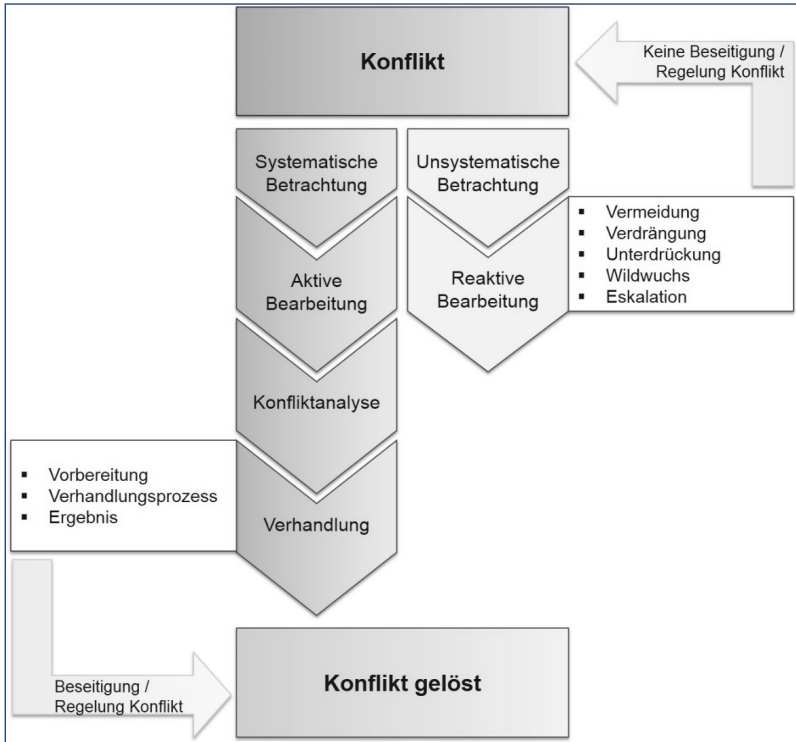 Konflikt
Keine Beseitigung /
Regelung Konflikt
Systematische
Betrachtung
Unsystematische
Betrachtung
Aktive
Bearbeitung
Reaktive
Bearbeitung
▪ Vermeidung
▪ Verdrängung
▪ Unterdrückung
▪ Wildwuchs
▪ Eskalation
Konfliktanalyse
▪ Vorbereitung
▪ Verhandlungsprozess
▪ Ergebnis
Verhandlung
Beseitigung /
Regelung Konflikt
Konflikt gelöst